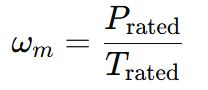 ω_m = P_rated / T_rated